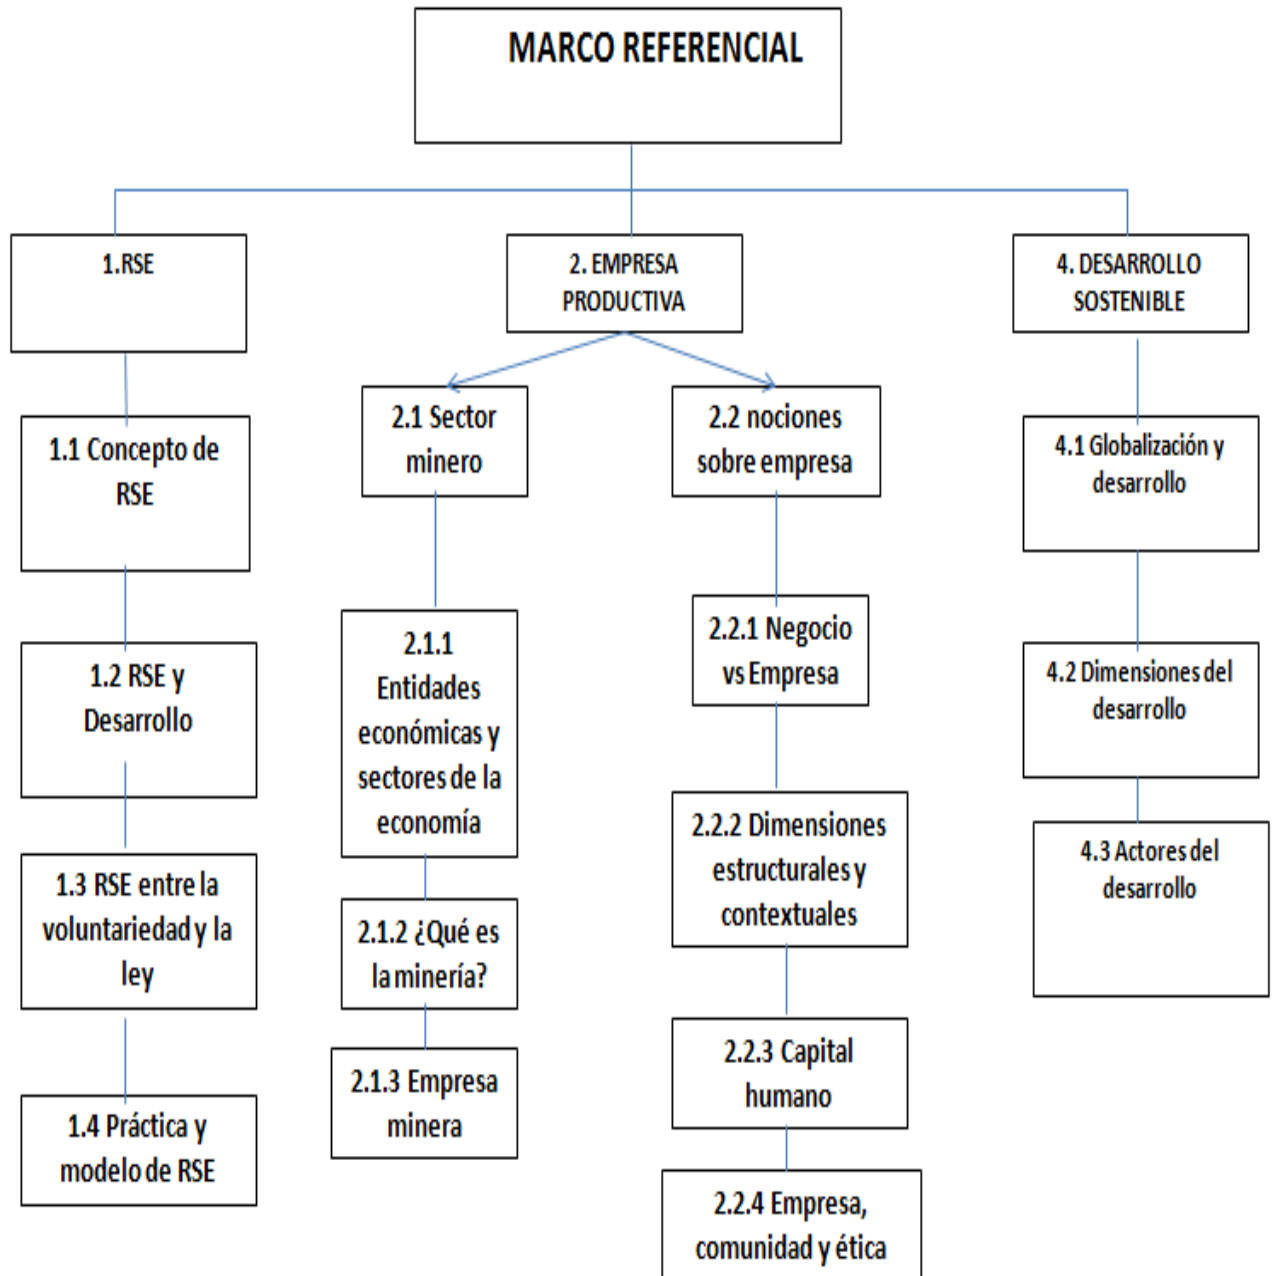 MARCO REFERENCIAL
1.RSE
1.1 Concepto de
RSE
1.2 RSE y
Desarrollo
1.3 RSE entre la
voluntariedad y la
ley
1.4 Práctica y
modelo de RSE
2. EMPRESA
PRODUCTIVA
2.1 Sector
minero
2.1.1
Entidades
económicas y
sectores de la
economía
2.1.2 ¿Qué es
la minería?
2.1.3 Empresa
minera
2.2 nociones
sobre empresa
2.2.1 Negocio
vs Empresa
2.2.2 Dimensiones
estructurales y
contextuales
2.2.3 Capital
humano
2.2.4 Empresa,
comunidad y ética
4. DESARROLLO
SOSTENIBLE
4.1 Globalización y
desarrollo
4.2 Dimensiones del
desarrollo
4.3 Actores del
desarrollo